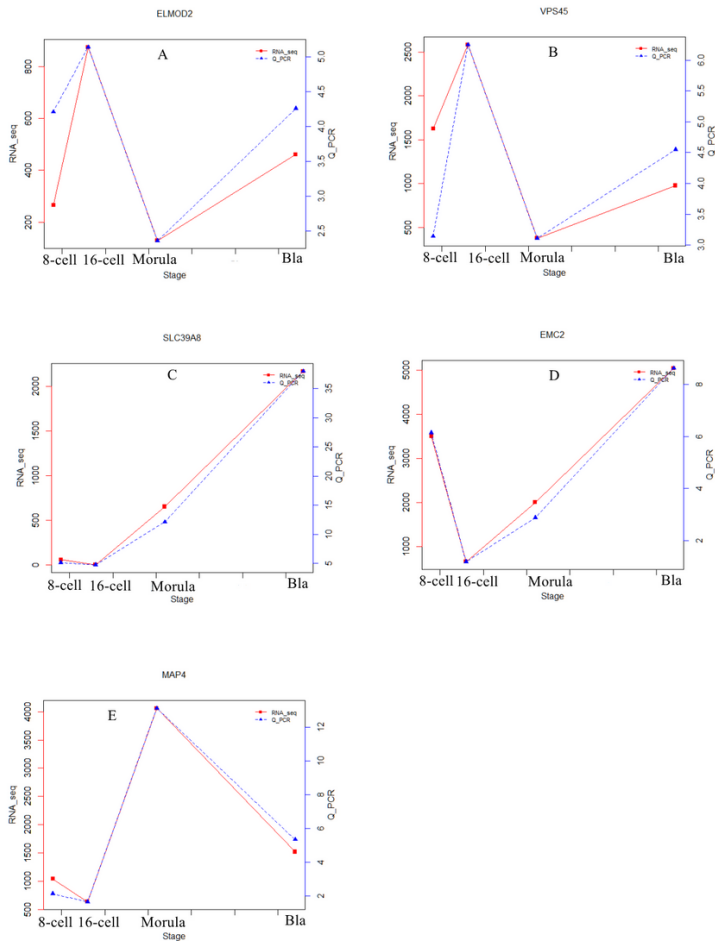 ELMOD2
A
RNA_seq
Q_PCR
800
600
400
200
5.0
4.5
4.0
3.5
3.0
2.5
RNA_seq
Q_PCR
8-cell 16-cell Morula Bla
Stage
VPS45
B
RNA_seq
Q_PCR
2500
2000
1500
1000
500
6.0
5.5
5.0
4.5
4.0
3.5
3.0
RNA_seq
Q_PCR
8-cell 16-cell Morula Bla
Stage
SLC39A8
C
RNA_seq
Q_PCR
2000
1500
1000
500
0
35
30
25
20
15
10
5
RNA_seq
Q_PCR
8-cell 16-cell Morula Bla
Stage
EMC2
D
RNA_seq
Q_PCR
5000
4000
3000
2000
1000
8
6
4
2
RNA_seq
Q_PCR
8-cell 16-cell Morula Bla
Stage
MAP4
E
RNA_seq
Q_PCR
4000
3500
3000
2500
2000
1500
1000
500
12
10
8
6
4
2
RNA_seq
Q_PCR
8-cell 16-cell Morula Bla
Stage